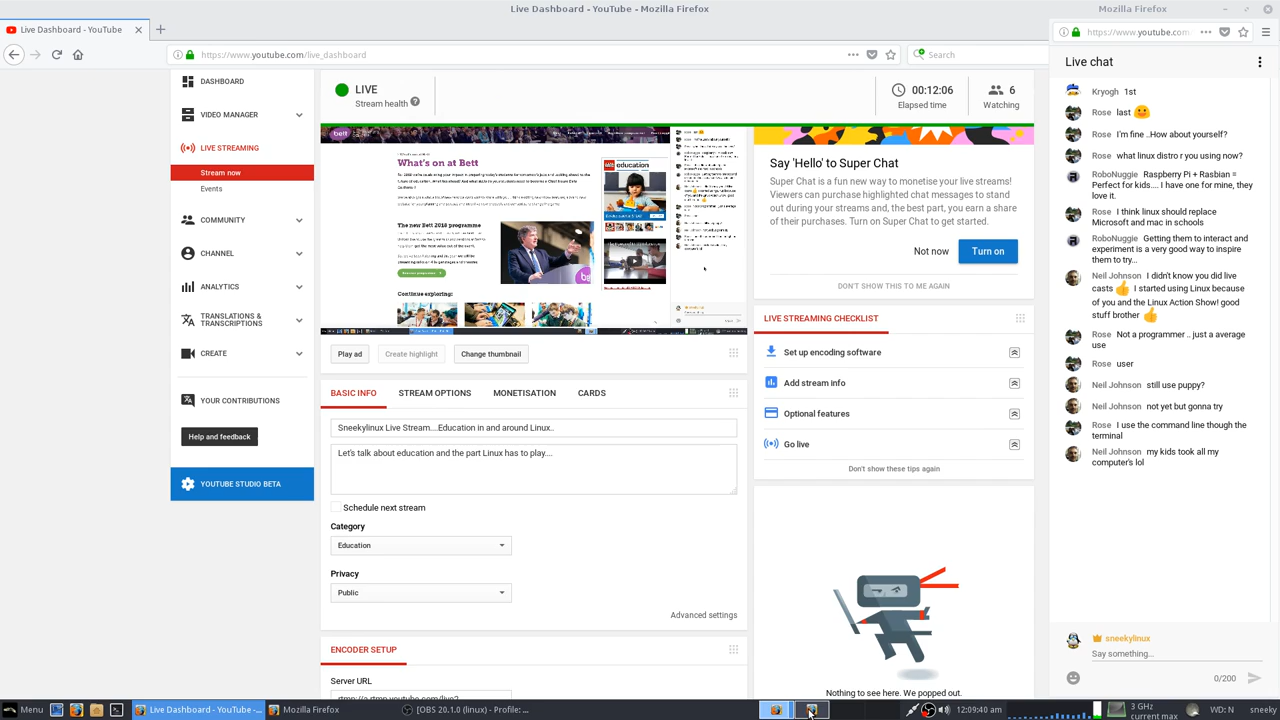 Live Dashboard - YouTube - Mozilla Firefox
Mozilla Firefox
Live Dashboard - YouTube
https://www.youtube.com/live_dashboard
Search
https://www.youtube.com
DASHBOARD
VIDEO MANAGER
LIVE STREAMING
Stream now
Events
COMMUNITY
CHANNEL
ANALYTICS
TRANSLATIONS &
TRANSCRIPTIONS
CREATE
YOUR CONTRIBUTIONS
Help and feedback
YOUTUBE STUDIO BETA
LIVE
Stream health
00:12:06
Elapsed time
6
Watching
bett
What's on at Bett
education
The new Bett 2018 programme
Continue exploring:
Play ad
Create highlight
Change thumbnail
BASIC INFO
STREAM OPTIONS
MONETISATION
CARDS
Sneekylinux Live Stream....Education in and around Linux..
Let's talk about education and the part Linux has to play....
Schedule next stream
Category
Education
Privacy
Public
Advanced settings
ENCODER SETUP
Server URL
rtmp://a.rtmp.youtube.com/live2
Say 'Hello' to Super Chat
Super Chat is a fun new way to monetise your live streams!
Viewers can purchase highlighted chat messages to stand
out during your streams and, the best part, you earn a share
of their purchases. Turn on Super Chat to get started.
Not now
Turn on
DON'T SHOW THIS TO ME AGAIN
LIVE STREAMING CHECKLIST
Set up encoding software
Add stream info
Optional features
Go live
Don't show these tips again
Nothing to see here. We popped out.
Live chat
Kryogh 1st
Rose last
Rose I'm fine ..How about yourself?
Rose what linux distro r you using now?
RoboNuggie Raspberry Pi + Rasbian =
Perfect for kids.... I have one for mine, they
love it.
Rose I think linux should replace
Microsoft and mac in schools
RoboNuggie Getting them to interact and
experiment is a very good way to inspire
them to try...
Neil Johnson I didn't know you did live
casts 👍 I started using Linux because
of you and the Linux Action Show! good
stuff brother 👍
Rose Not a programmer .. just a average
use
Rose user
Neil Johnson still use puppy?
Neil Johnson not yet but gonna try
Rose I use the command line though the
terminal
Neil Johnson my kids took all my
computer's lol
sneekylinux
Say something...
0/200
Menu
Live Dashboard - YouTube -...
Mozilla Firefox
[OBS 20.1.0 (linux) - Profile: ...
12:09:40 am
3 GHz
current max
WD: N
sneeky